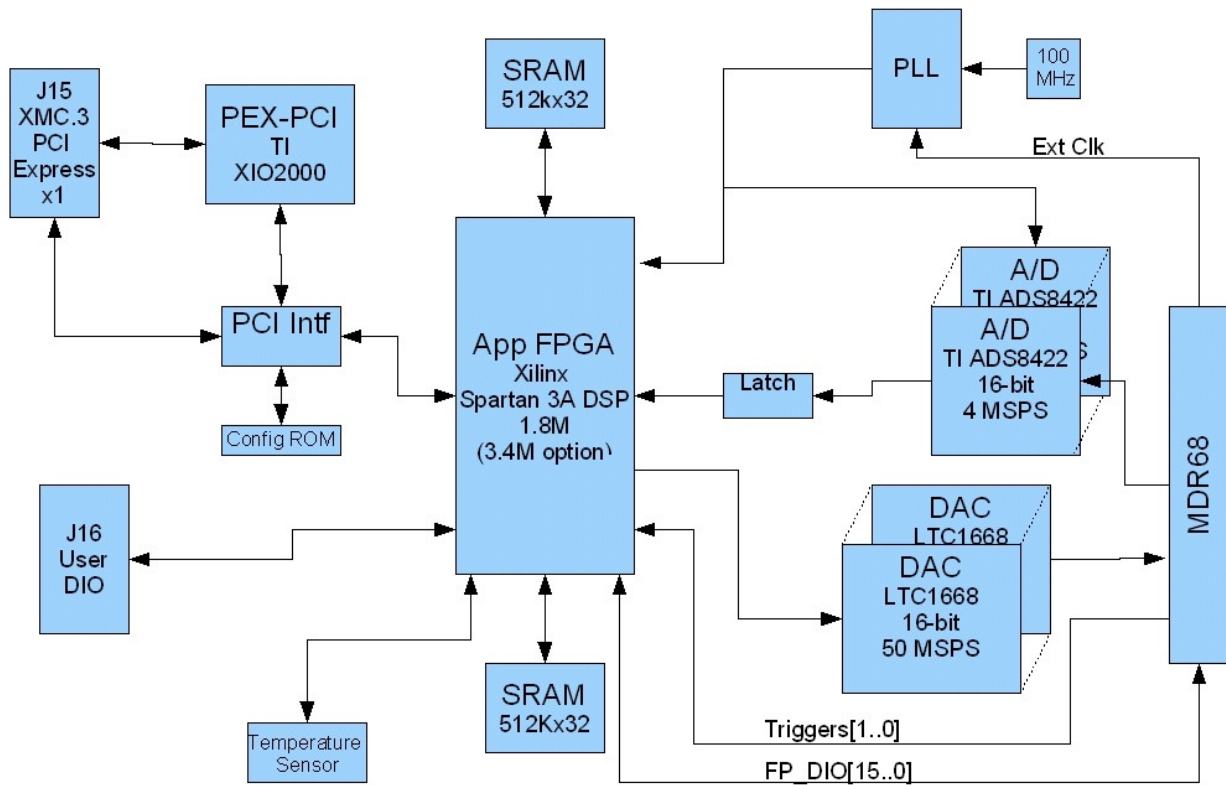 J15
XMC.3
PCI
Express
x1
PEX-PCI
TI
XIO2000
SRAM
512kx32
PLL
100
MHz
Ext Clk
PCI Intf
Config ROM
App FPGA
Xilinx
Spartan 3A DSP
1.8M
(3.4M option)
Latch
A/D
TI ADS8422
A/D
TI ADS8422
16-bit
4 MSPS
MDR68
J16
User
DIO
DAC
LTC1668
DAC
LTC1668
16-bit
50 MSPS
SRAM
512Kx32
Temperature
Sensor
Triggers[1..0]
FP_DIO[15..0]